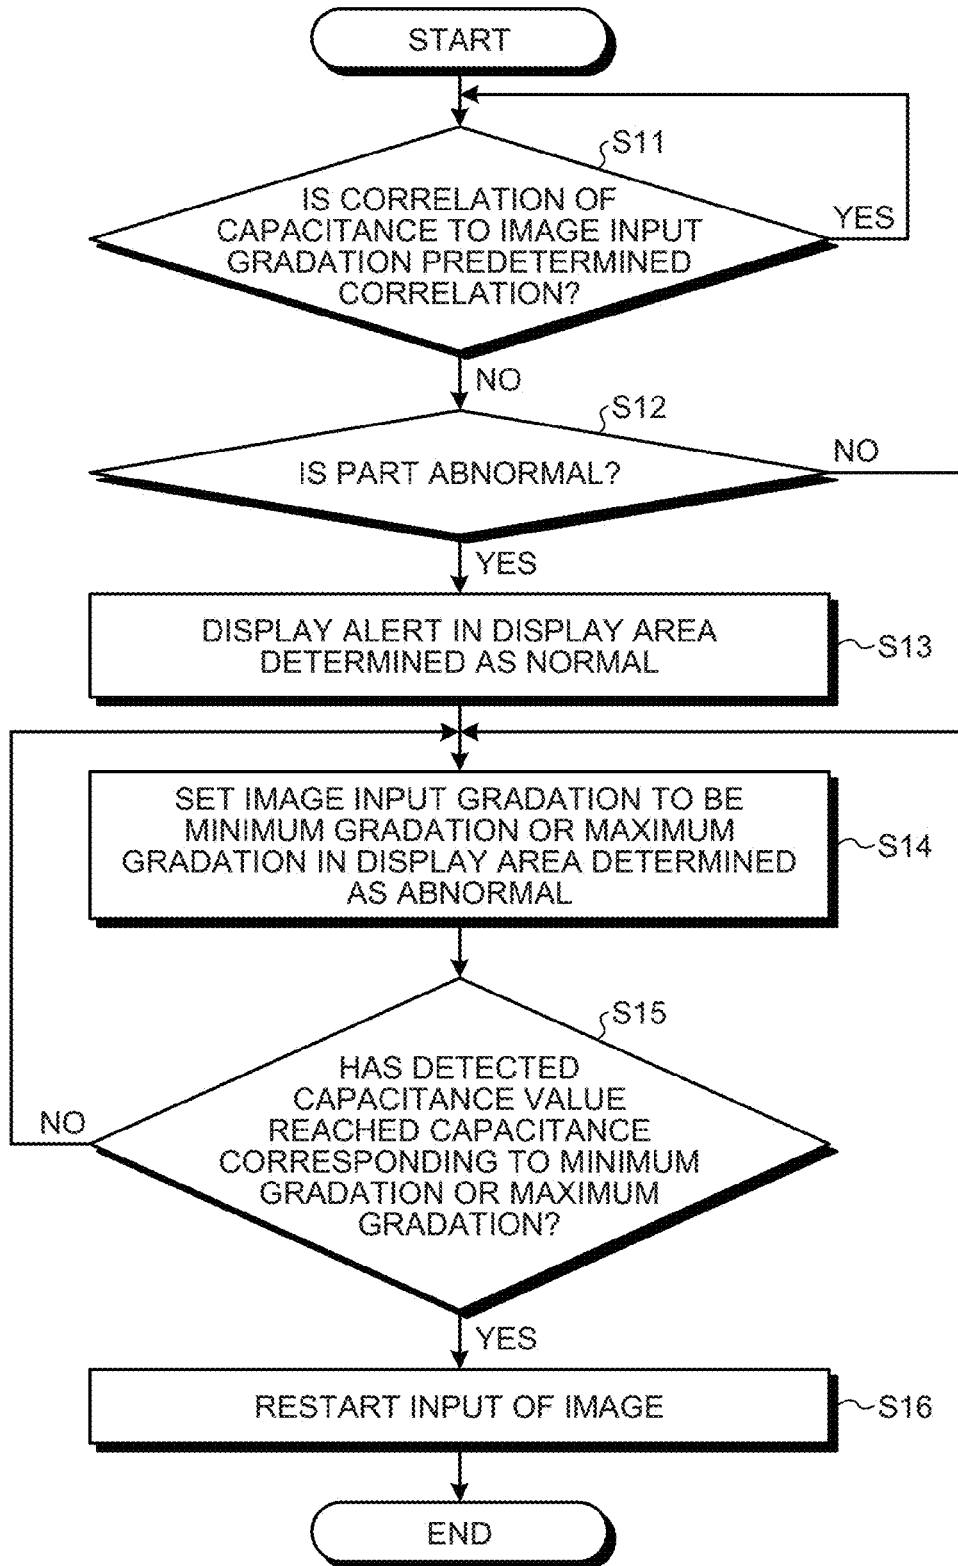 START
S11
IS CORRELATION OF
CAPACITANCE TO IMAGE INPUT
GRADATION PREDETERMINED
CORRELATION?
YES
NO
S12
IS PART ABNORMAL?
NO
YES
DISPLAY ALERT IN DISPLAY AREA
DETERMINED AS NORMAL
S13
SET IMAGE INPUT GRADATION TO BE
MINIMUM GRADATION OR MAXIMUM
GRADATION IN DISPLAY AREA DETERMINED
AS ABNORMAL
S14
S15
HAS DETECTED
CAPACITANCE VALUE
REACHED CAPACITANCE
CORRESPONDING TO MINIMUM
GRADATION OR MAXIMUM
GRADATION?
NO
YES
RESTART INPUT OF IMAGE
S16
END